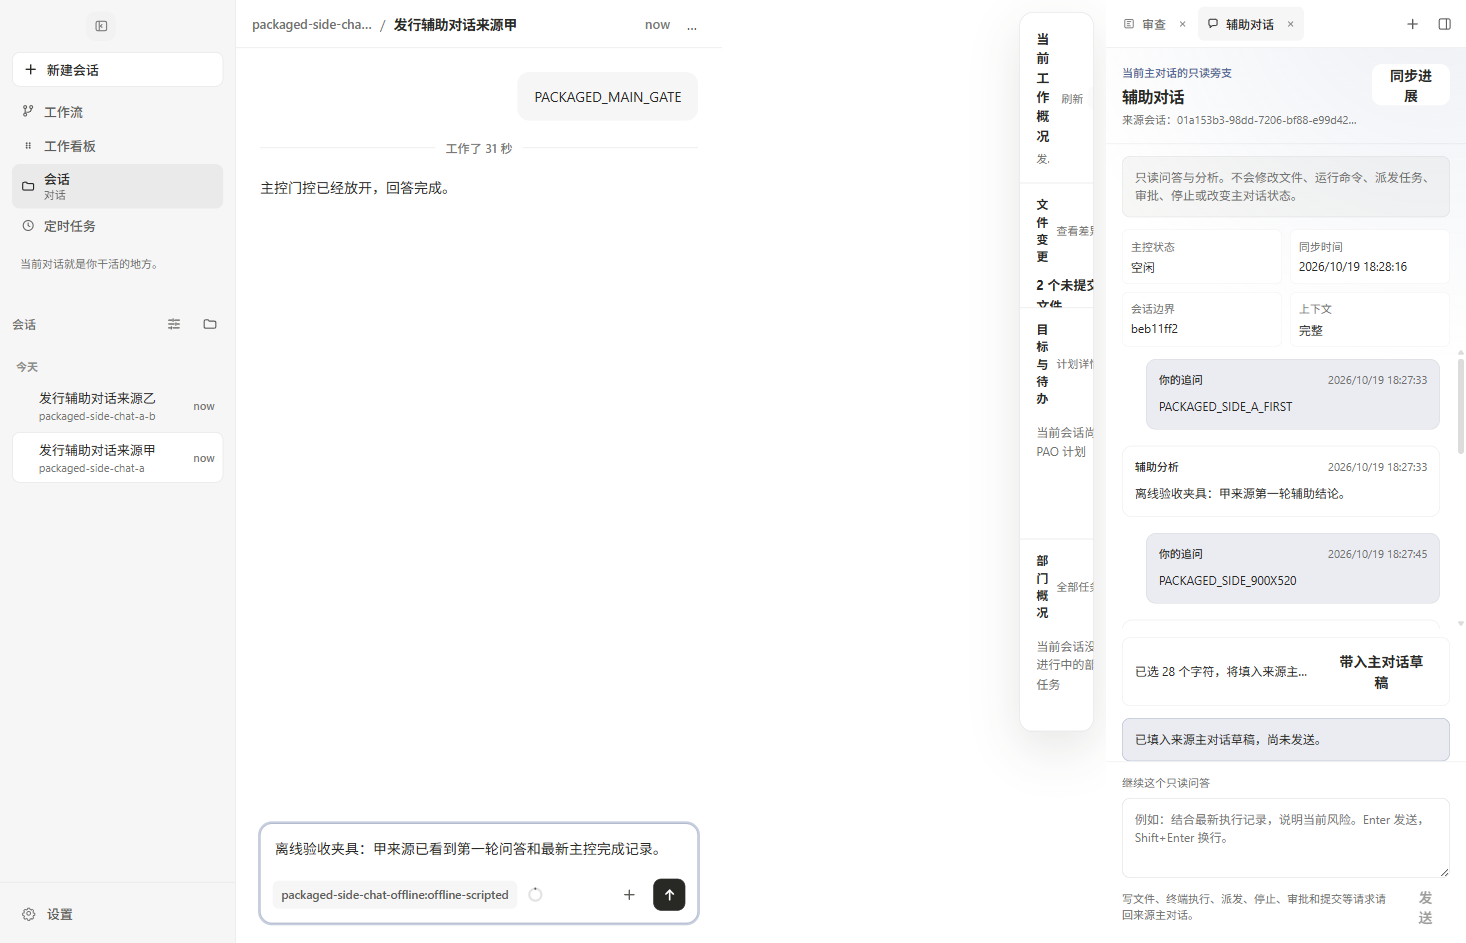 新建会话
工作流
工作看板
会话
对话
定时任务
当前对话就是你干活的地方。
会话
今天
发行辅助对话来源乙
packaged-side-chat-a-b
now
发行辅助对话来源甲
packaged-side-chat-a
now
设置
packaged-side-cha... / 发行辅助对话来源甲
now
...
PACKAGED_MAIN_GATE
工作了 31 秒
主控门控已经放开，回答完成。
离线验收夹具：甲来源已看到第一轮问答和最新主控完成记录。
packaged-side-chat-offline:offline-scripted
当前工作概况
刷新
发.
文件变更
查看差
2 个未提交
文件
目标与待办
计划详
当前会话尚
PAO 计划
部门概况
全部任
当前会话没
进行中的部
任务
审查
辅助对话
当前主对话的只读旁支
辅助对话
来源会话：01a153b3-98dd-7206-bf88-e99d42...
同步进
展
只读问答与分析。不会修改文件、运行命令、派发任务、
审批、停止或改变主对话状态。
主控状态
空闲
同步时间
2026/10/19 18:28:16
会话边界
beb11ff2
上下文
完整
你的追问
2026/10/19 18:27:33
PACKAGED_SIDE_A_FIRST
辅助分析
2026/10/19 18:27:33
离线验收夹具：甲来源第一轮辅助结论。
你的追问
2026/10/19 18:27:45
PACKAGED_SIDE_900X520
已选 28 个字符，将填入来源主...
带入主对话草
稿
已填入来源主对话草稿，尚未发送。
继续这个只读问答
例如：结合最新执行记录，说明当前风险。Enter 发送，
Shift+Enter 换行。
写文件、终端执行、派发、停止、审批和提交等请求请
回来源主对话。
发
送